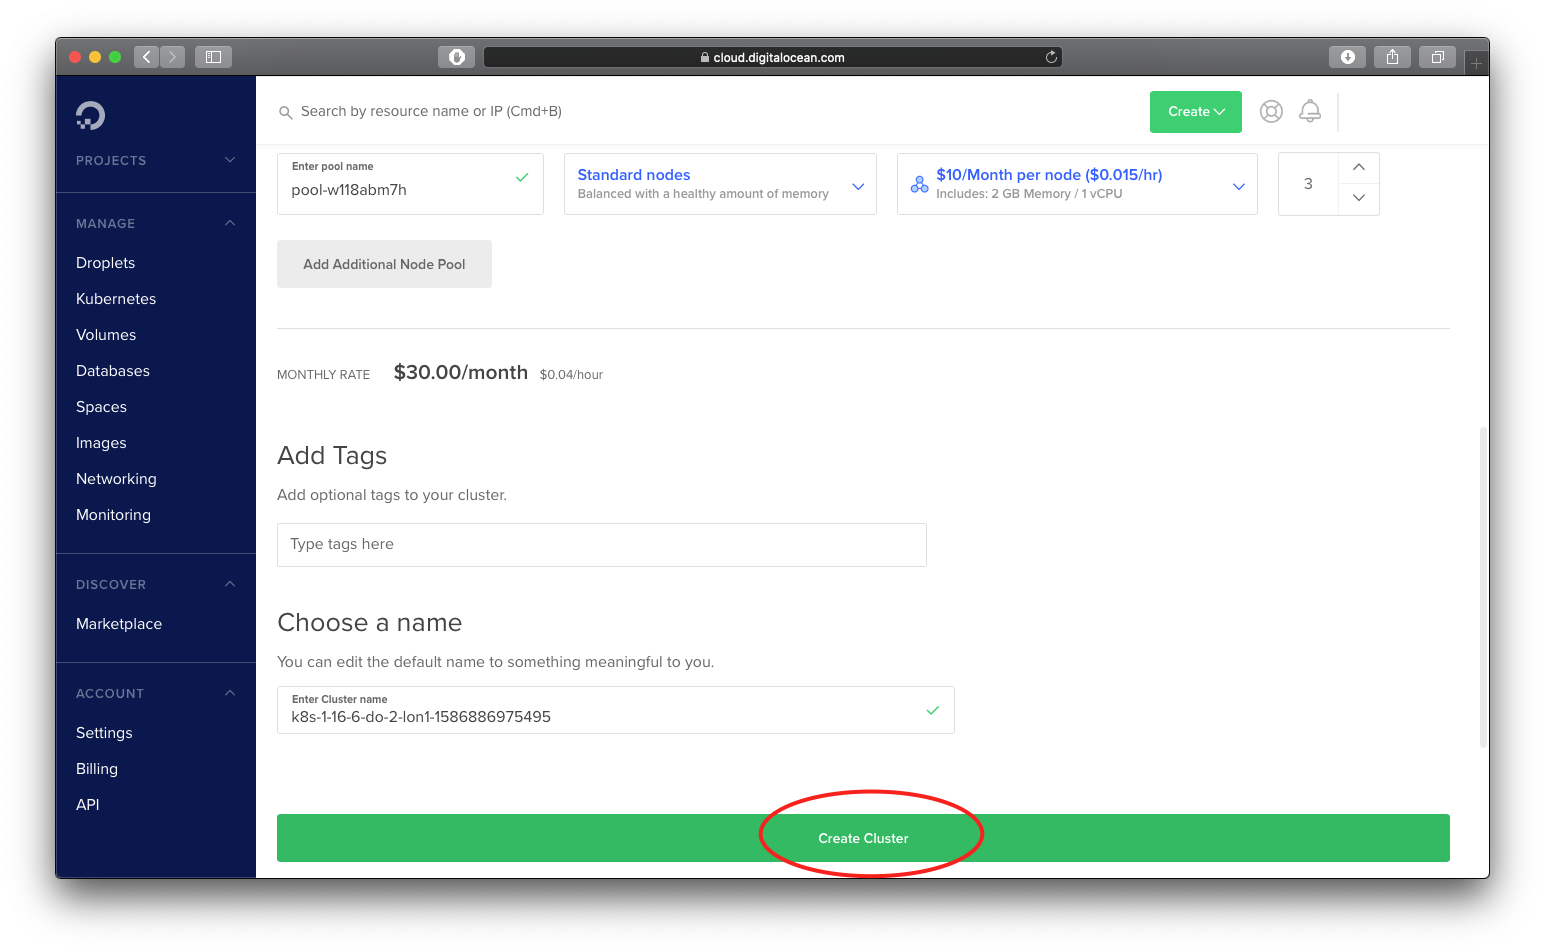 cloud.digitalocean.com
Search by resource name or IP (Cmd+B)
Create
PROJECTS
MANAGE
Droplets
Kubernetes
Volumes
Databases
Spaces
Images
Networking
Monitoring
DISCOVER
Marketplace
ACCOUNT
Settings
Billing
API
Enter pool name
pool-w118abm7h
Standard nodes
Balanced with a healthy amount of memory
$10/Month per node ($0.015/hr)
Includes: 2 GB Memory / 1 vCPU
3
Add Additional Node Pool
MONTHLY RATE $30.00/month $0.04/hour
Add Tags
Add optional tags to your cluster.
Type tags here
Choose a name
You can edit the default name to something meaningful to you.
Enter Cluster name
k8s-1-16-6-do-2-lon1-1586886975495
Create Cluster